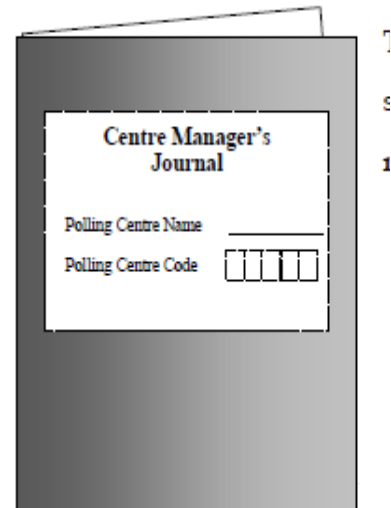 Centre Manager's
Journal
Polling Centre Name
Polling Centre Code